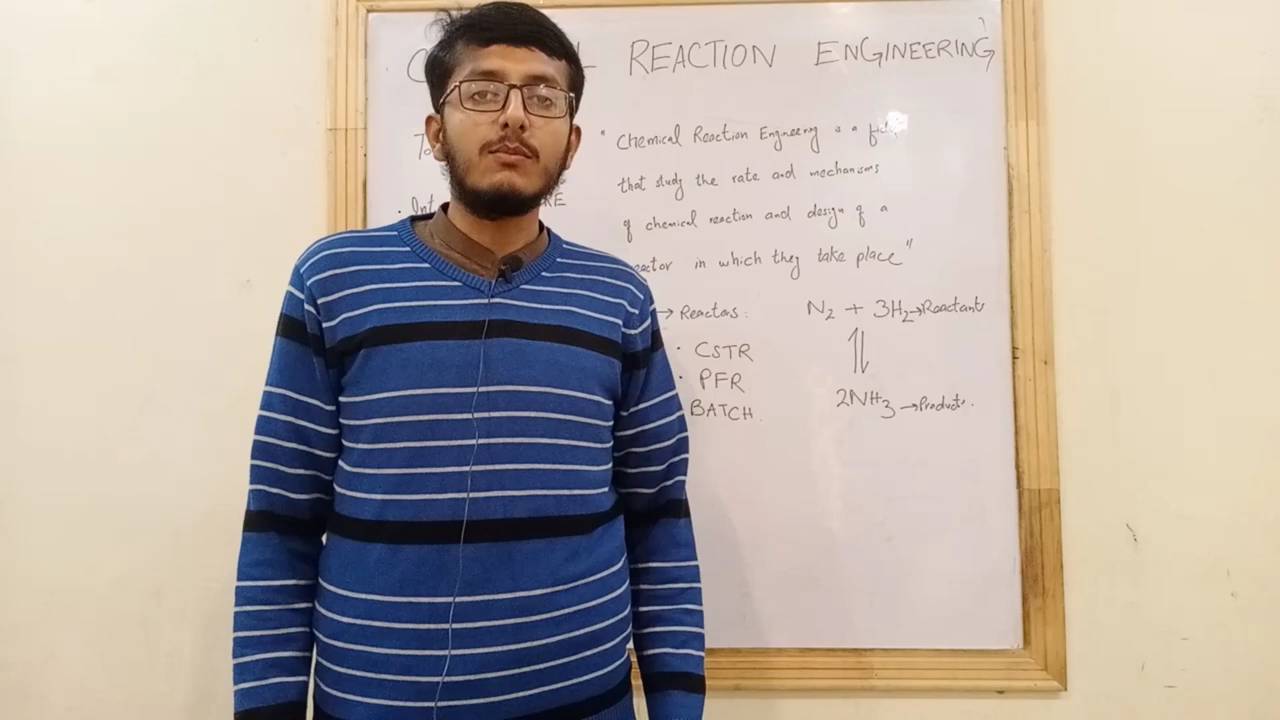 REACTION ENGINEERING
" Chemical Reaction Engineering is a
that study the rate and mechanisms
of chemical reaction and design of a
in which they take place"
→ Reactors :
· CSTR
· PFR
BATCH.
N2 + 3H2 → Reactants
⇌
2NH3 → Products.